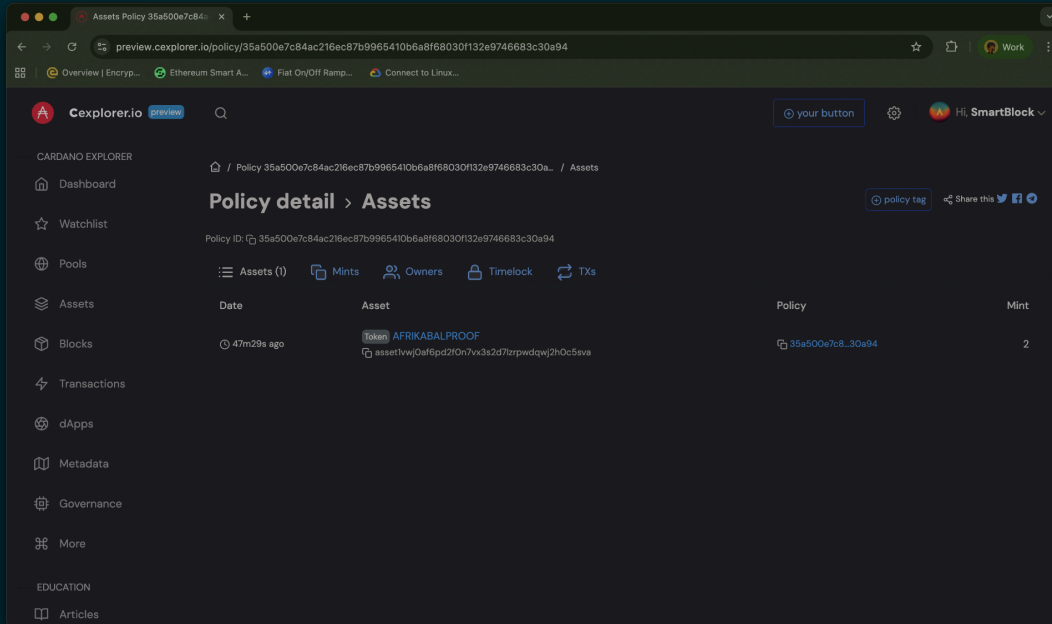 Assets Policy 35a500e7c84a
preview.cexplorer.io/policy/35a500e7c84ac216ec87b9965410b6a8f68030f132e9746683c30a94
Work
Overview | Encryp...
Ethereum Smart A...
Fiat On/Off Ramp...
Connect to Linux...
Cexplorer.io preview
your button
Hi, SmartBlock
CARDANO EXPLORER
Dashboard
Watchlist
Pools
Assets
Blocks
Transactions
dApps
Metadata
Governance
More
EDUCATION
Articles
/ Policy 35a500e7c84ac216ec87b9965410b6a8f68030f132e9746683c30a... / Assets
Policy detail > Assets
policy tag
Share this
Policy ID: 35a500e7c84ac216ec87b9965410b6a8f68030f132e9746683c30a94
Assets (1)
Mints
Owners
Timelock
TXs
Date Asset Policy Mint
47m29s ago
Token AFRIKABALPROOF
asset1vwj0af6pd2f0n7vx3s2d7lzrpwdqwj2h0c5sva
35a500e7c8...30a94
2